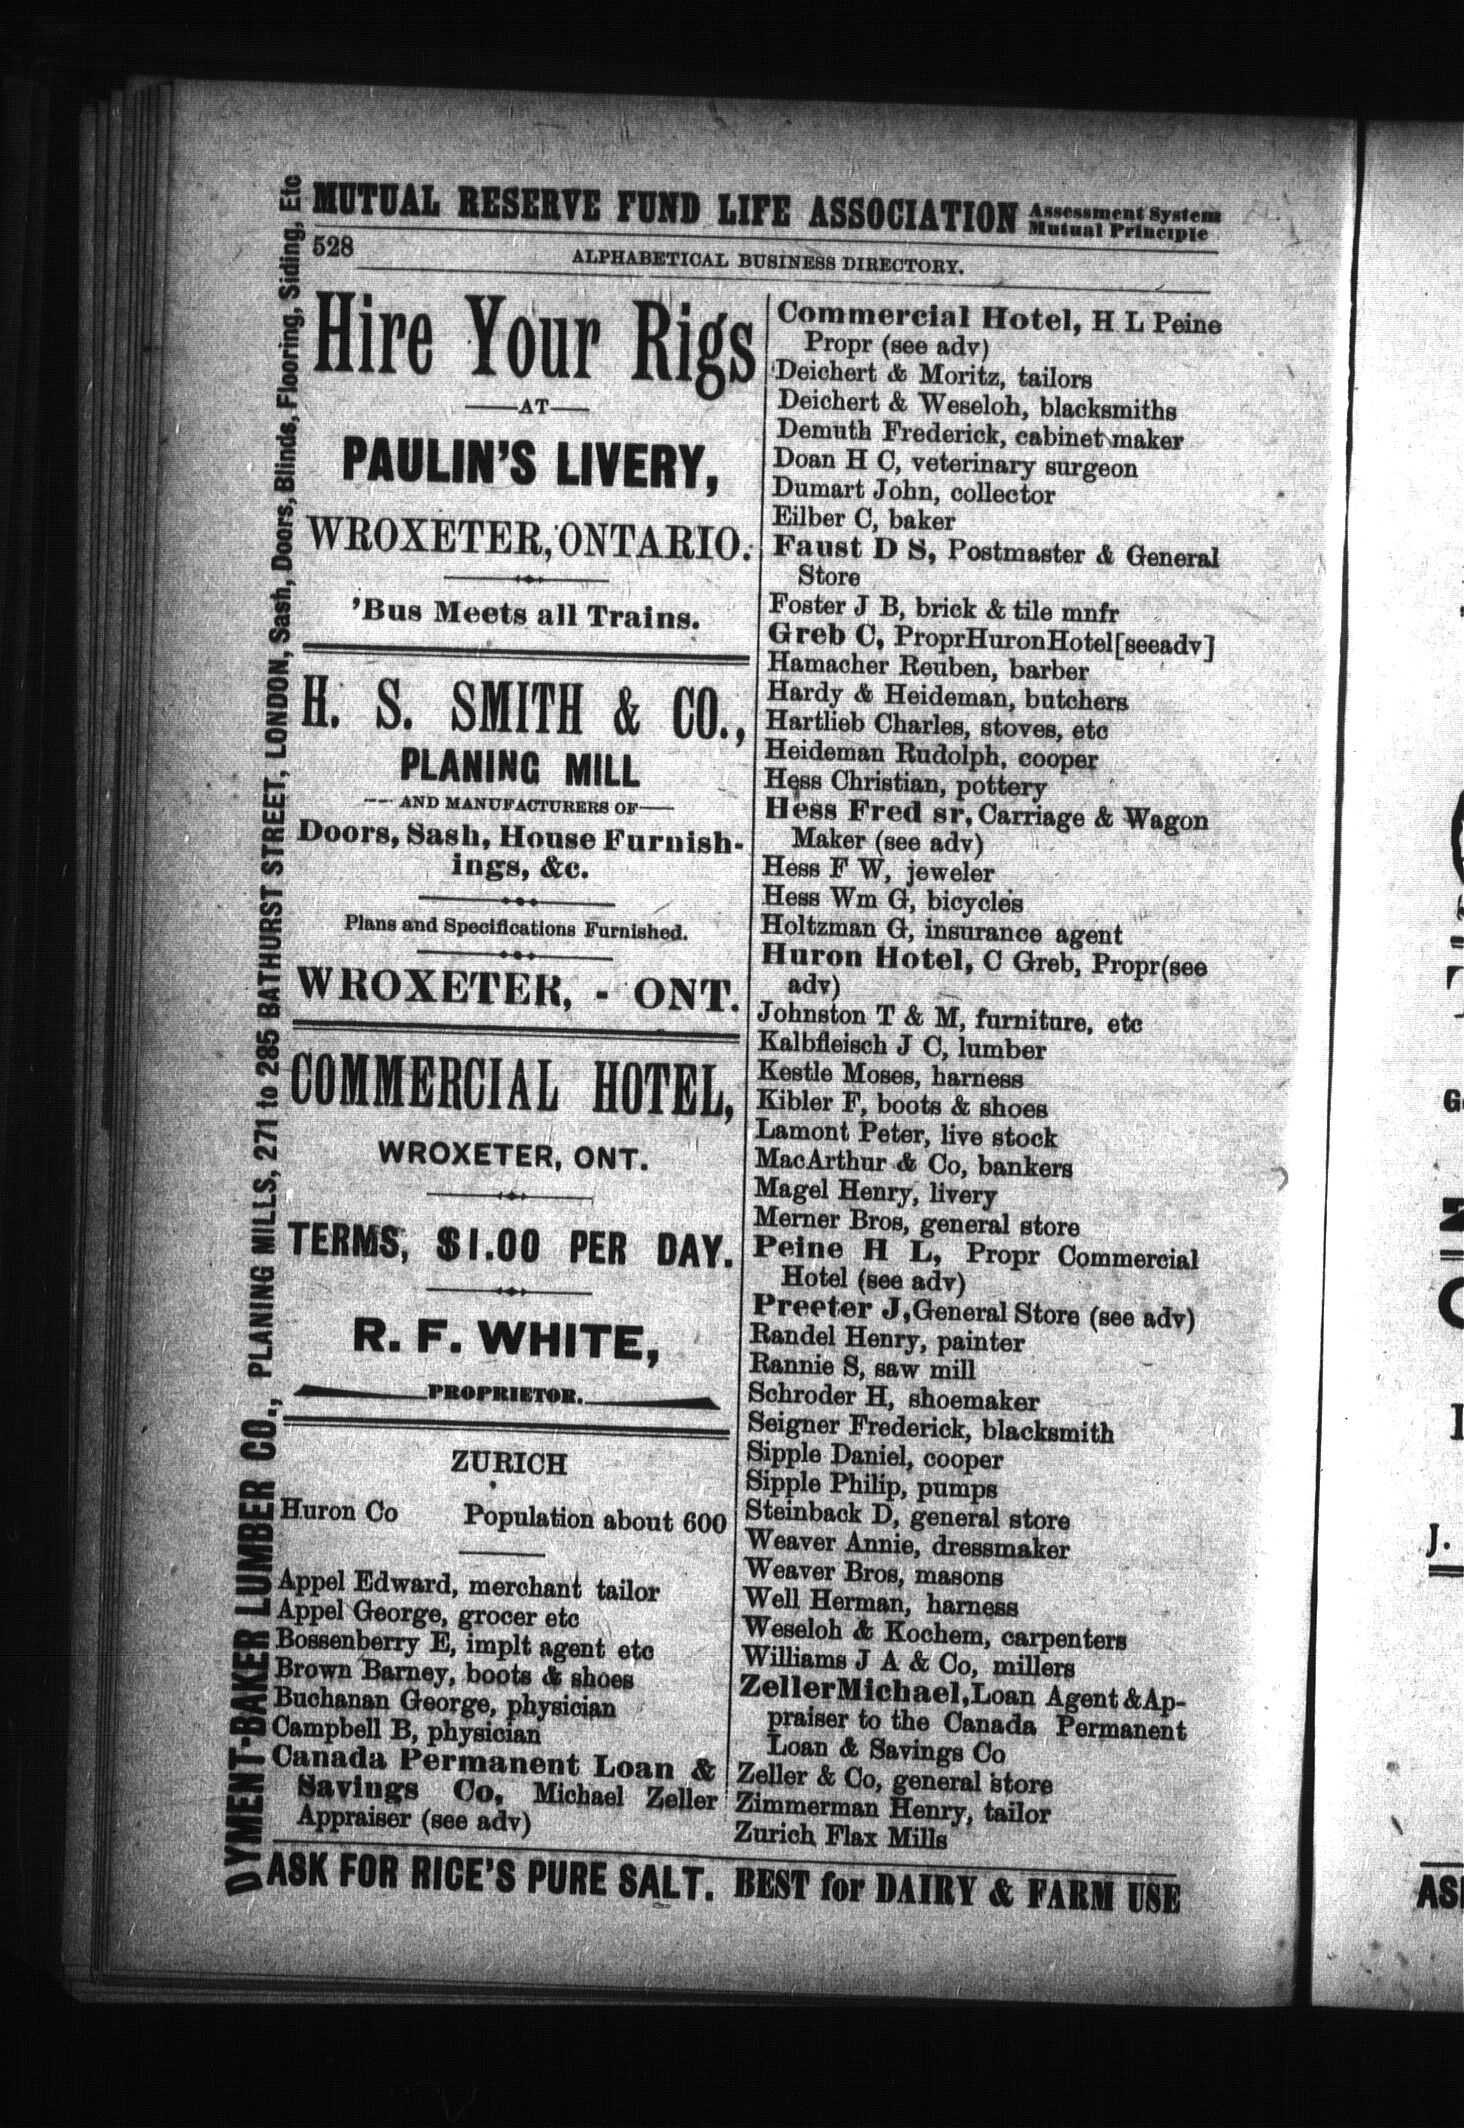 MUTUAL RESERVE FUND LIFE ASSOCIATION Assessment System
Mutual Principle
528
ALPHABETICAL BUSINESS DIRECTORY.
DYMENT-BAKER LUMBER CO., PLANING MILLS, 271 to 285 BATHURST STREET, LONDON, Sash, Doors, Blinds, Flooring, Siding, Etc
Hire Your Rigs
—AT—
PAULIN'S LIVERY,
WROXETER, ONTARIO.
'Bus Meets all Trains.
H. S. SMITH & CO.,
PLANING MILL
—AND MANUFACTURERS OF—
Doors, Sash, House Furnish-
ings, &c.
Plans and Specifications Furnished.
WROXETER, - ONT.
COMMERCIAL HOTEL,
WROXETER, ONT.
TERMS, $1.00 PER DAY.
R. F. WHITE,
PROPRIETOR.
ZURICH
Huron Co Population about 600
Appel Edward, merchant tailor
Appel George, grocer etc
Bossenberry E, implt agent etc
Brown Barney, boots & shoes
Buchanan George, physician
Campbell B, physician
Canada Permanent Loan &
Savings Co, Michael Zeller
Appraiser (see adv)
Commercial Hotel, H L Peine
Propr (see adv)
Deichert & Moritz, tailors
Deichert & Weseloh, blacksmiths
Demuth Frederick, cabinet maker
Doan H C, veterinary surgeon
Dumart John, collector
Eilber C, baker
Faust D S, Postmaster & General
Store
Foster J B, brick & tile mnfr
Greb C, Propr Huron Hotel [see adv]
Hamacher Reuben, barber
Hardy & Heideman, butchers
Hartlieb Charles, stoves, etc
Heideman Rudolph, cooper
Hess Christian, pottery
Hess Fred sr, Carriage & Wagon
Maker (see adv)
Hess F W, jeweler
Hess Wm G, bicycles
Holtzman G, insurance agent
Huron Hotel, C Greb, Propr (see
adv)
Johnston T & M, furniture, etc
Kalbfleisch J C, lumber
Kestle Moses, harness
Kibler F, boots & shoes
Lamont Peter, live stock
MacArthur & Co, bankers
Magel Henry, livery
Merner Bros, general store
Peine H L, Propr Commercial
Hotel (see adv)
Preeter J, General Store (see adv)
Randel Henry, painter
Rannie S, saw mill
Schroder H, shoemaker
Seigner Frederick, blacksmith
Sipple Daniel, cooper
Sipple Philip, pumps
Steinback D, general store
Weaver Annie, dressmaker
Weaver Bros, masons
Well Herman, harness
Weseloh & Kochem, carpenters
Williams J A & Co, millers
Zeller Michael, Loan Agent & Ap-
praiser to the Canada Permanent
Loan & Savings Co
Zeller & Co, general store
Zimmerman Henry, tailor
Zurich Flax Mills
ASK FOR RICE'S PURE SALT. BEST for DAIRY & FARM USE